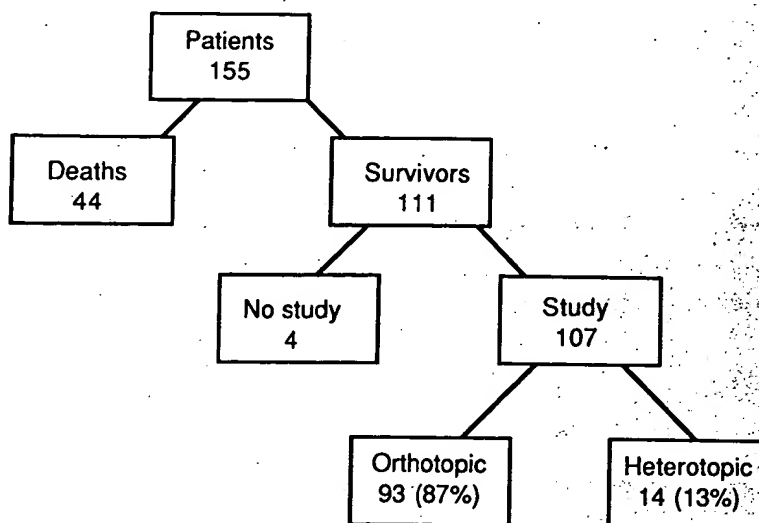 Patients
155
Deaths
44
Survivors
111
No study
4
Study
107
Orthotopic
93 (87%)
Heterotopic
14 (13%)